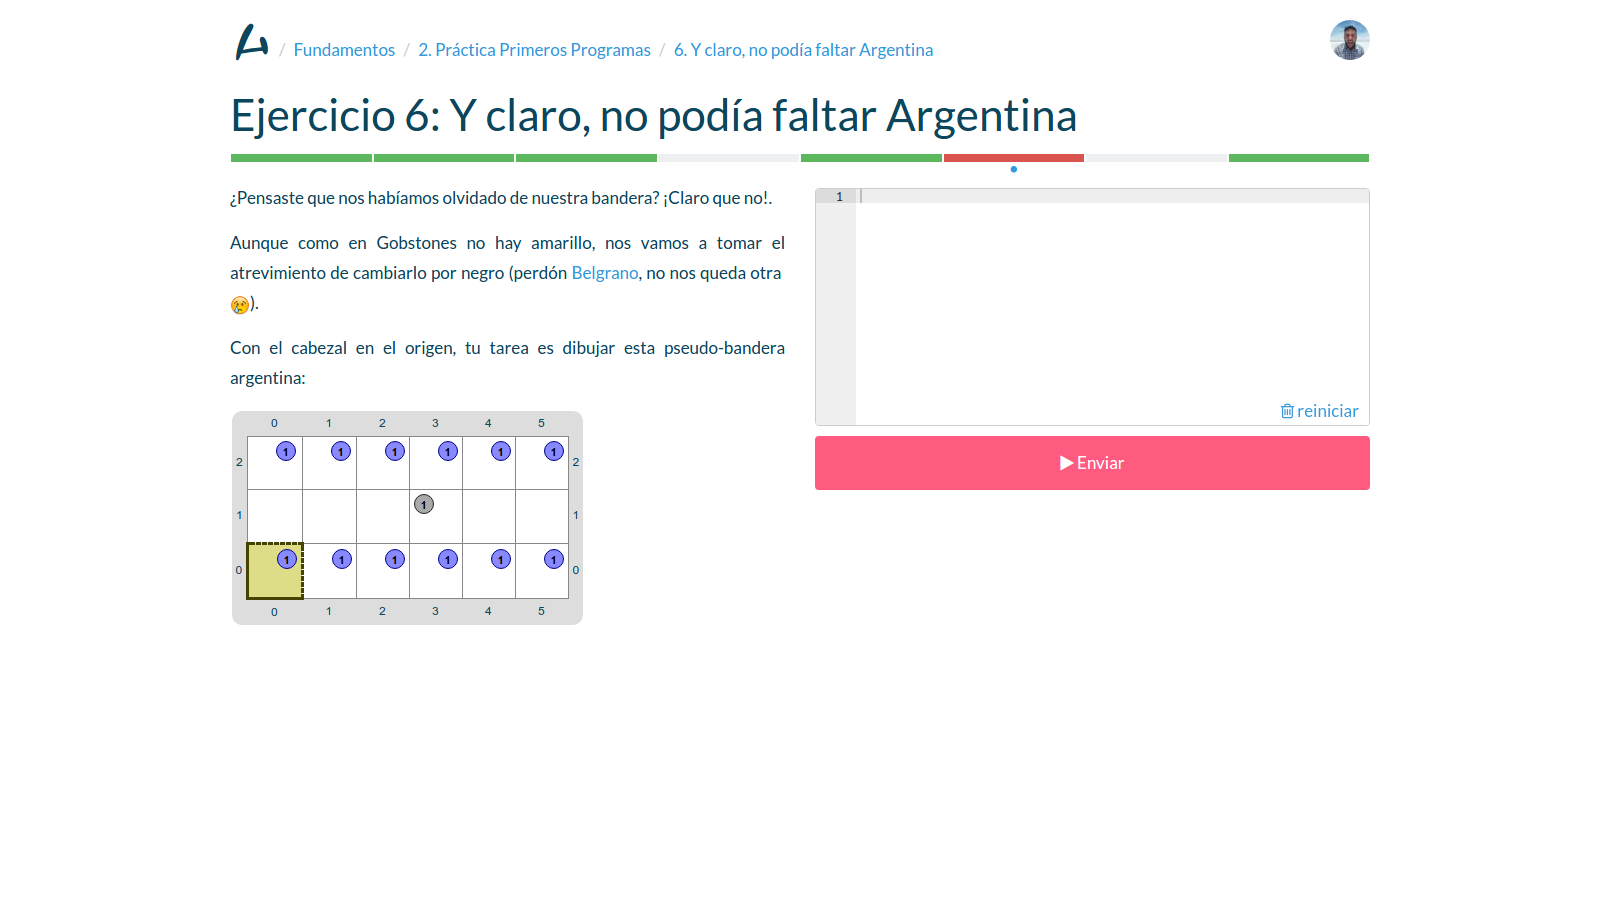 / Fundamentos / 2. Práctica Primeros Programas / 6. Y claro, no podía faltar Argentina
Ejercicio 6: Y claro, no podía faltar Argentina
¿Pensaste que nos habíamos olvidado de nuestra bandera? ¡Claro que no!.
Aunque como en Gobstones no hay amarillo, nos vamos a tomar el
atrevimiento de cambiarlo por negro (perdón Belgrano, no nos queda otra
).
Con el cabezal en el origen, tu tarea es dibujar esta pseudo-bandera
argentina:
0 1 2 3 4 5
2 1 1 1 1 1 1 2
1 1 1
0 1 1 1 1 1 1 0
0 1 2 3 4 5
1
reiniciar
Enviar